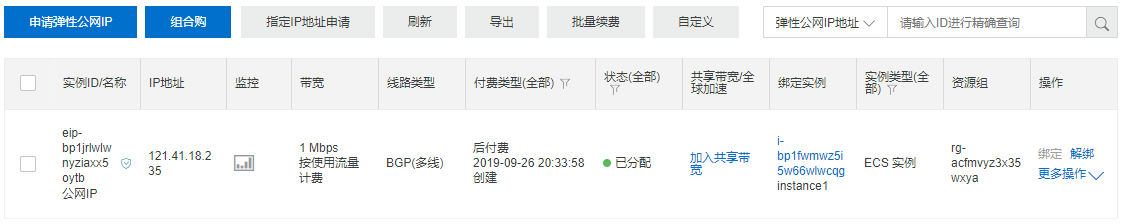 申请弹性公网IP 组合购 指定IP地址申请 刷新 导出 批量续费 自定义 弹性公网IP地址 请输入ID进行精确查询
实例ID/名称 IP地址 监控 带宽 线路类型 付费类型(全部) 状态(全部) 共享带宽/全球加速 绑定实例 实例类型(全部) 资源组 操作
eip-
bp1jrlwlw
nyziaxx5
oytb
公网IP
121.41.18.2
35
1 Mbps
按使用流量
计费
BGP(多线)
后付费
2019-09-26 20:33:58
创建
已分配
加入共享带
宽
i-
bp1fwmwz5i
5w66wlwcqg
instance1
ECS 实例
rg-
acfmvyz3x35
wxya
绑定 解绑
更多操作